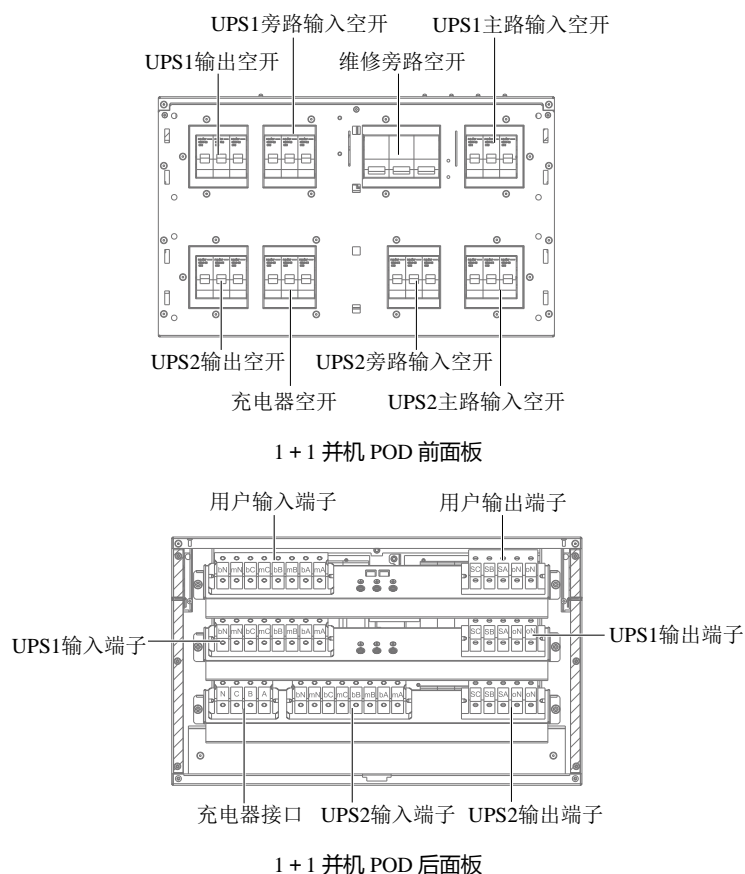 UPS1旁路输入空开 UPS1主路输入空开
UPS1输出空开 维修旁路空开
UPS2输出空开 UPS2旁路输入空开
充电器空开 UPS2主路输入空开
1 + 1 并机 POD 前面板
用户输入端子 用户输出端子
bN mN bC mC bB mB bA mA SC SB SA oN oN
UPS1输入端子 bN mN bC mC bB mB bA mA SC SB SA oN oN UPS1输出端子
N C B A bN mN bC mC bB mB bA mA SC SB SA oN oN
充电器接口 UPS2输入端子 UPS2输出端子
1 + 1 并机 POD 后面板